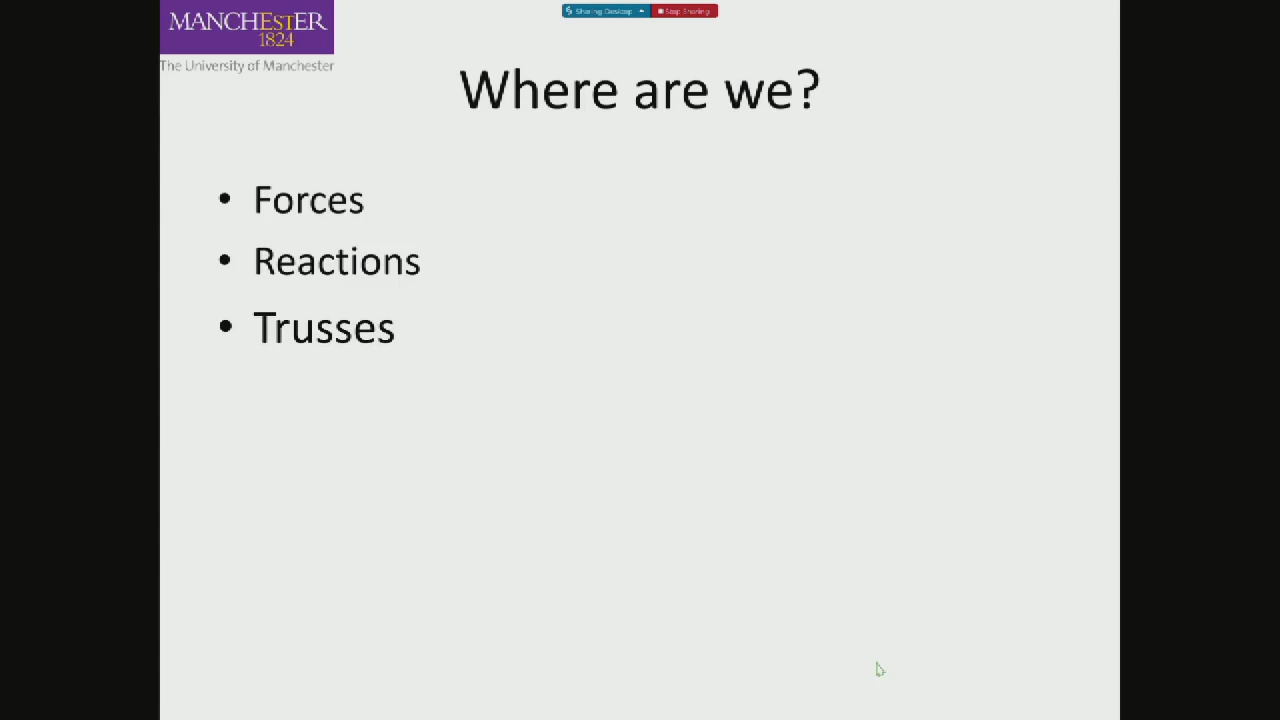 MANCHESTER
1824
The University of Manchester
Sharing Desktop
Stop Sharing
Where are we?
• Forces
• Reactions
• Trusses